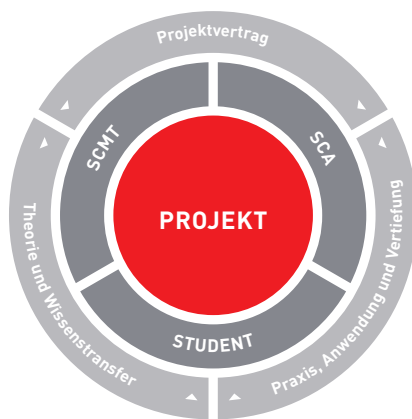 Projektvertrag
SCMT
SCA
PROJEKT
STUDENT
Theorie und Wissenstransfer
Praxis, Anwendung und Vertiefung